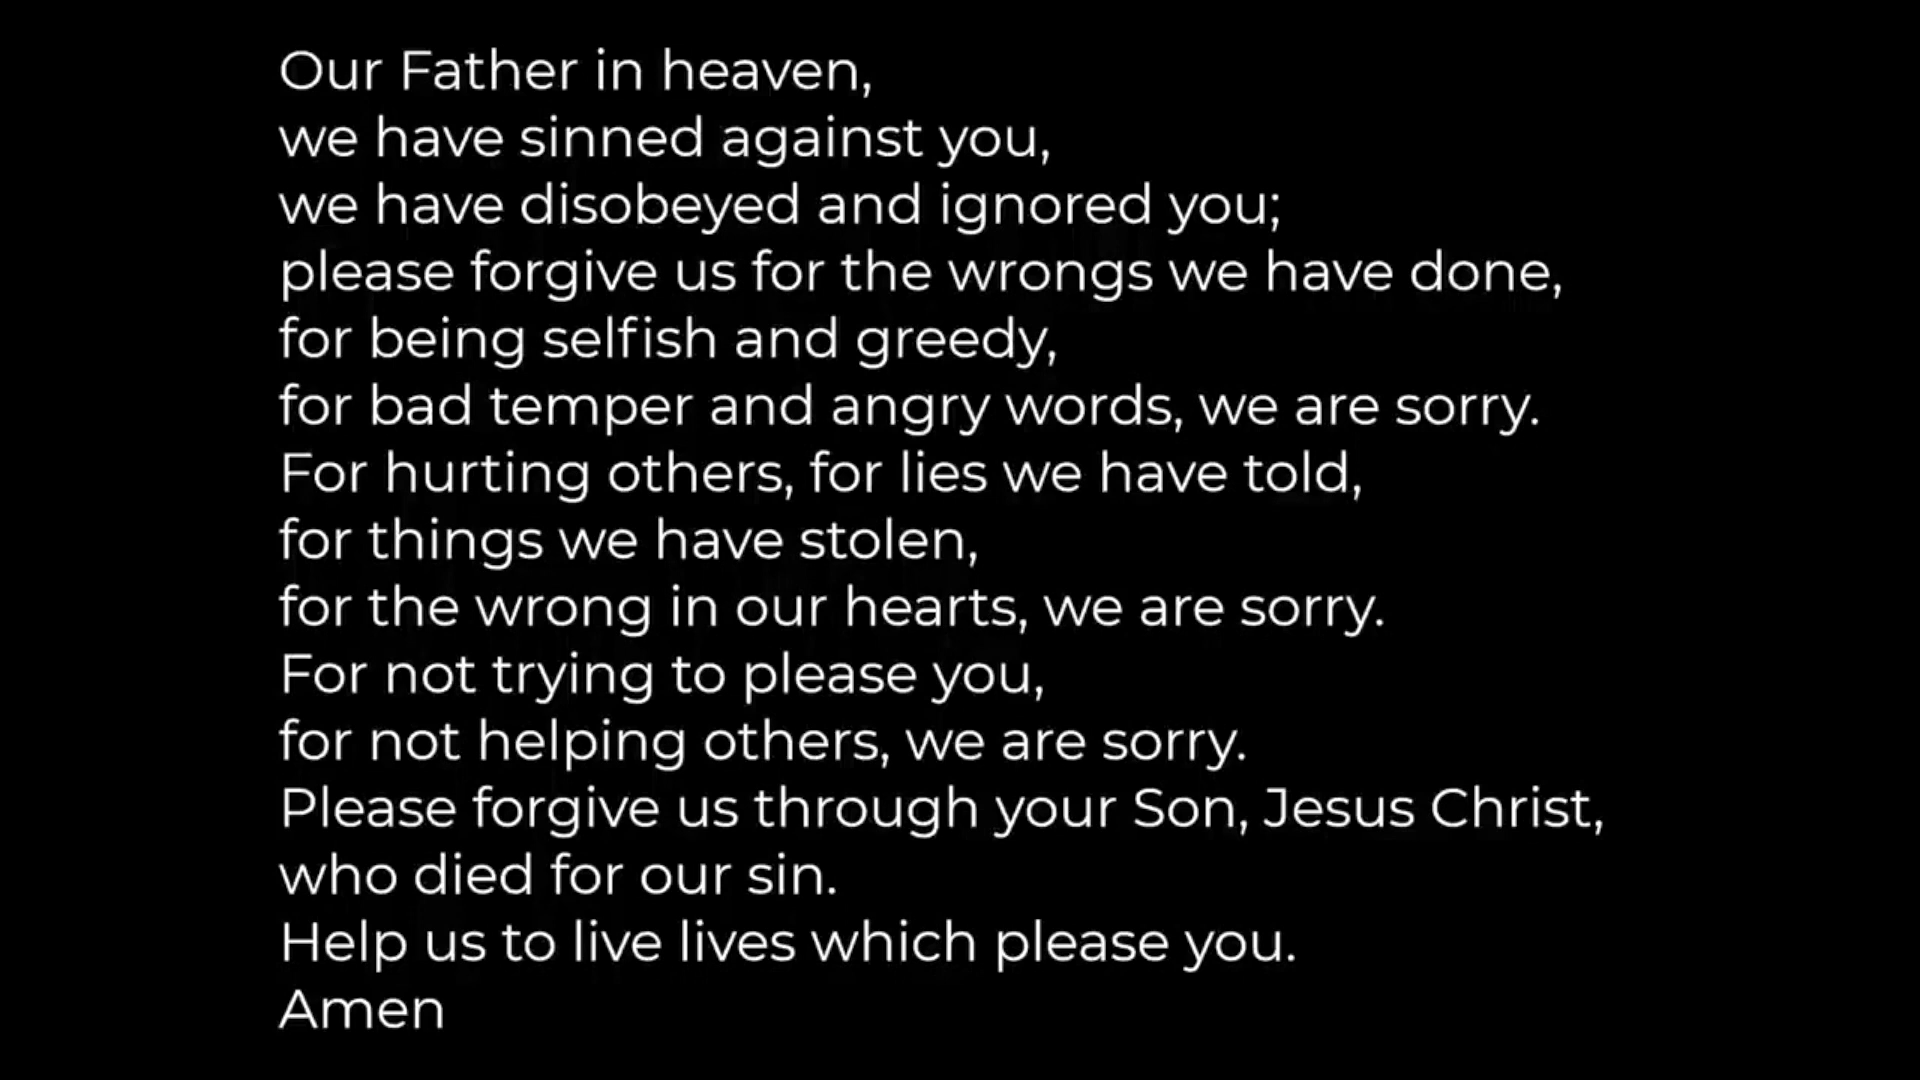 Our Father in heaven,
we have sinned against you,
we have disobeyed and ignored you;
please forgive us for the wrongs we have done,
for being selfish and greedy,
for bad temper and angry words, we are sorry.
For hurting others, for lies we have told,
for things we have stolen,
for the wrong in our hearts, we are sorry.
For not trying to please you,
for not helping others, we are sorry.
Please forgive us through your Son, Jesus Christ,
who died for our sin.
Help us to live lives which please you.
Amen